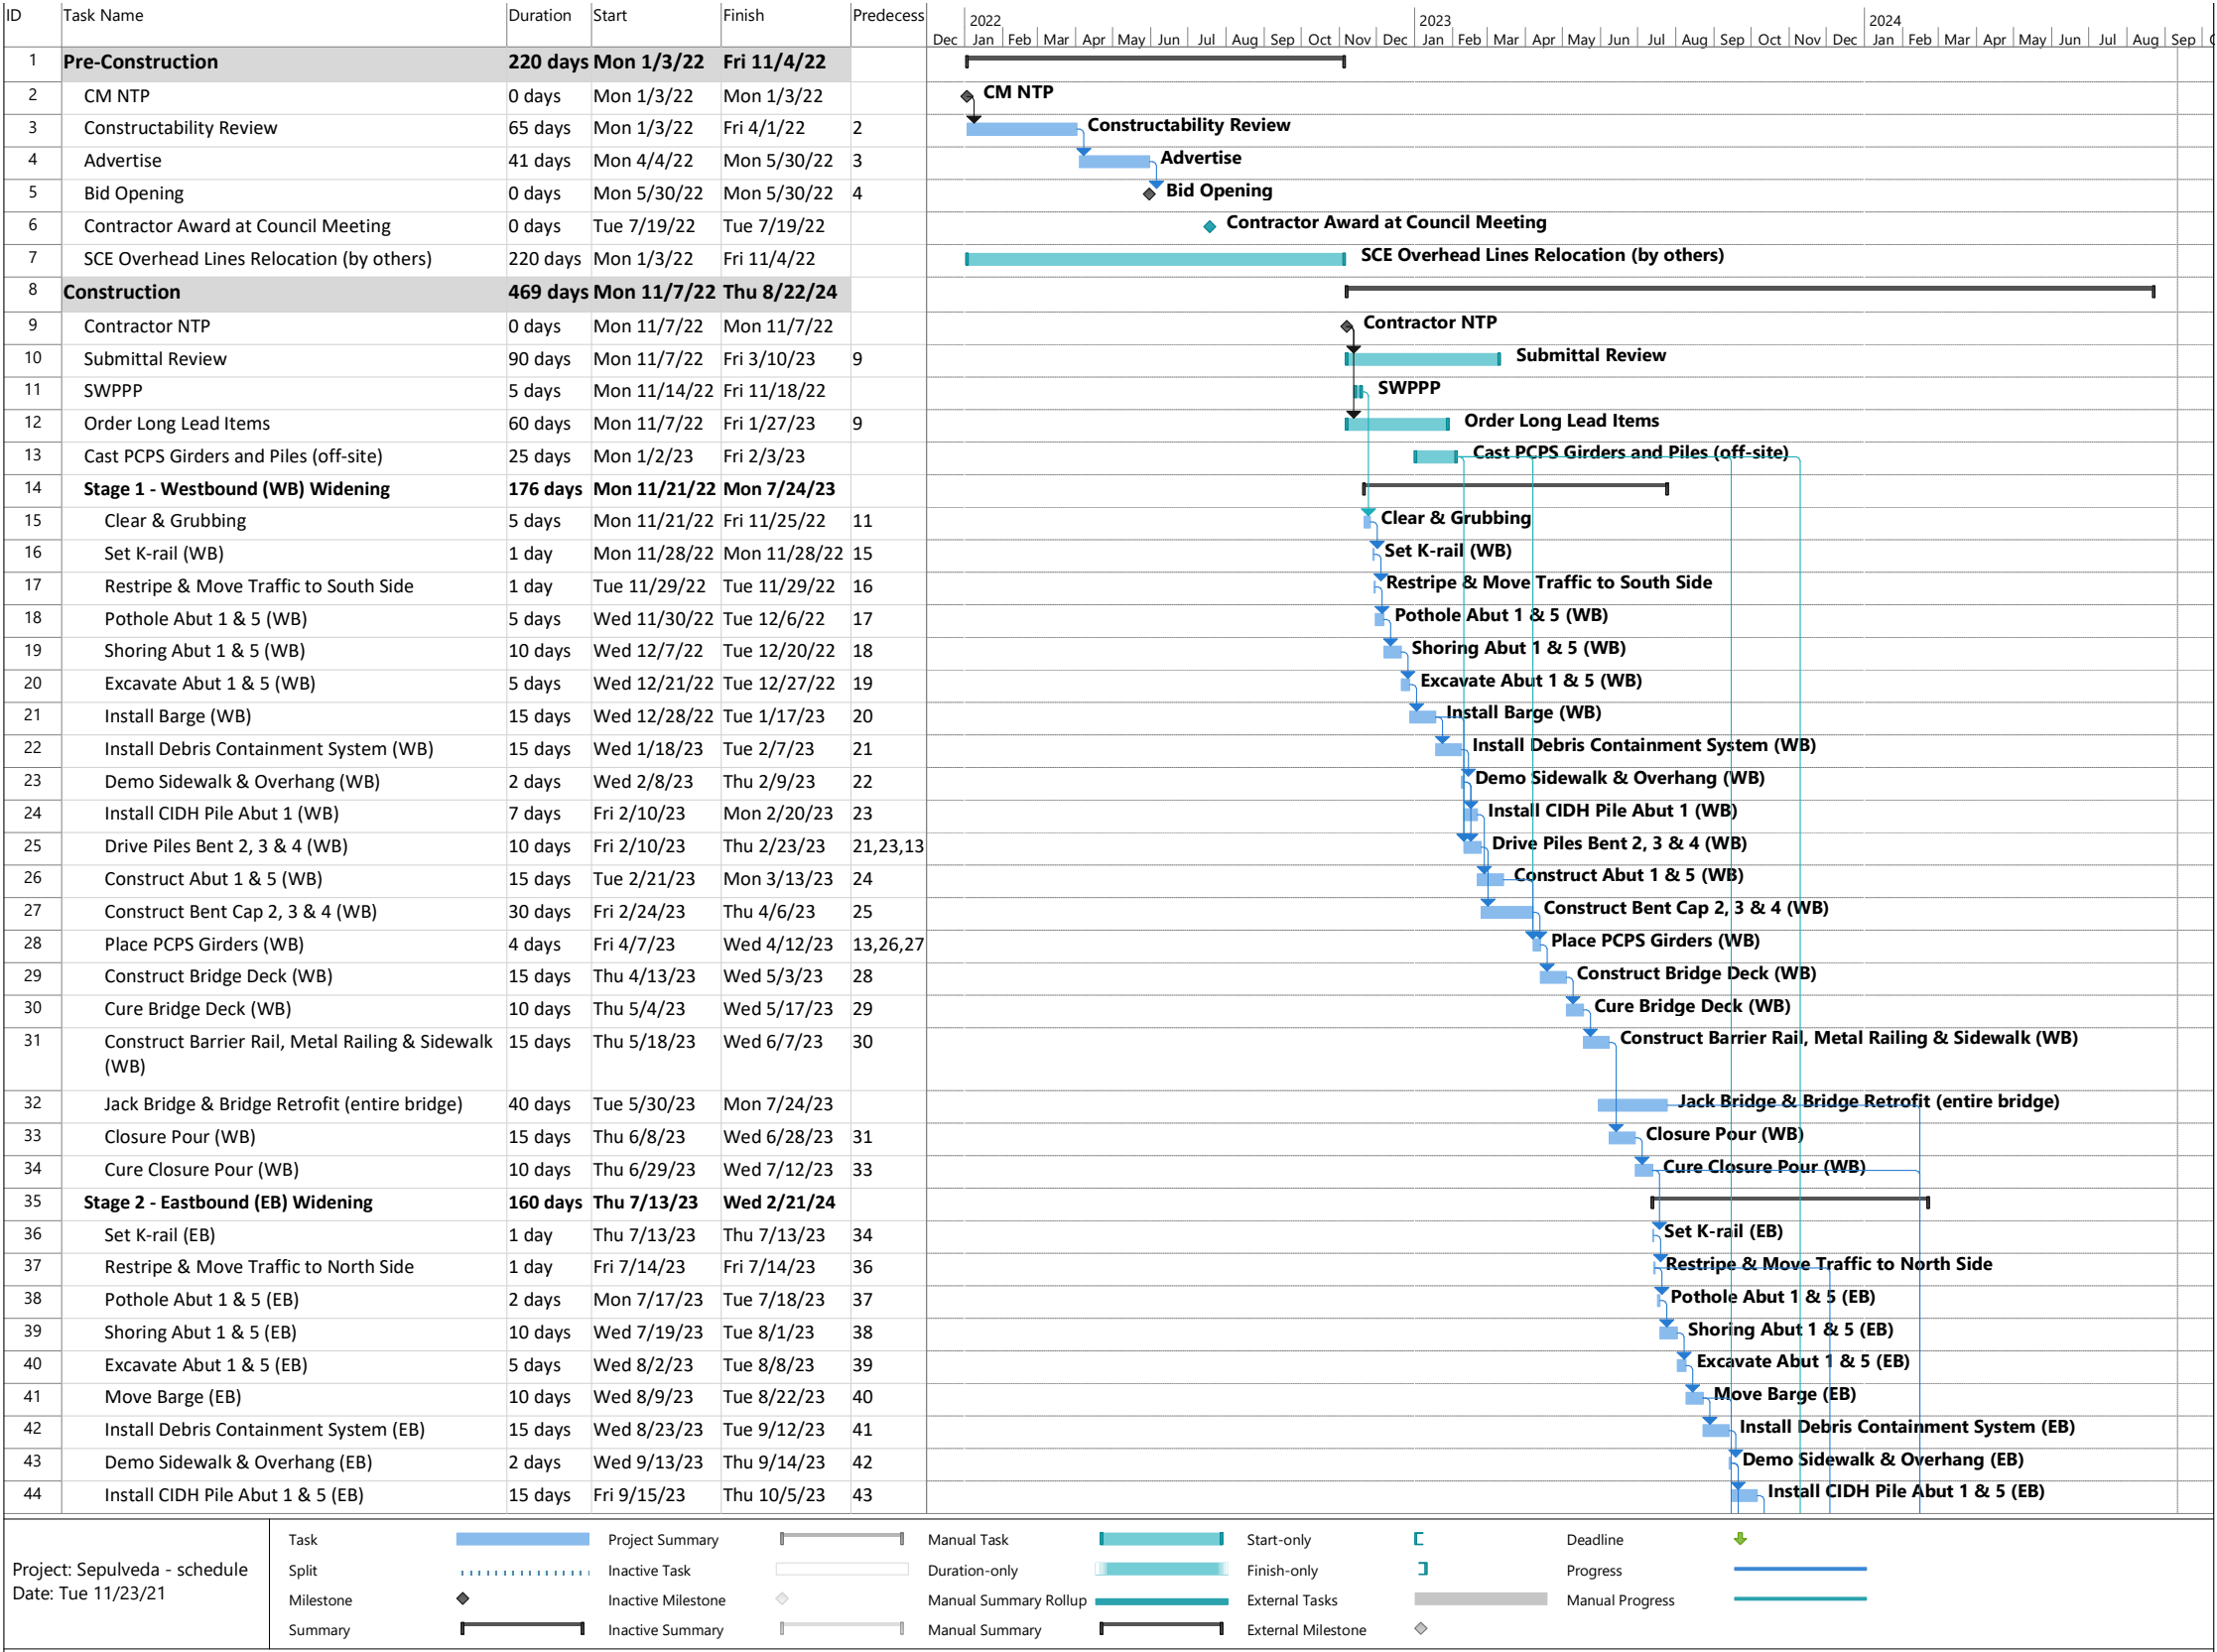 ID Task Name Duration Start Finish Predecess
2022 2023 2024
Dec Jan Feb Mar Apr May Jun Jul Aug Sep Oct Nov Dec Jan Feb Mar Apr May Jun Jul Aug Sep Oct Nov Dec Jan Feb Mar Apr May Jun Jul Aug Sep
1 Pre-Construction 220 days Mon 1/3/22 Fri 11/4/22
2 CM NTP 0 days Mon 1/3/22 Mon 1/3/22 CM NTP
3 Constructability Review 65 days Mon 1/3/22 Fri 4/1/22 2 Constructability Review
4 Advertise 41 days Mon 4/4/22 Mon 5/30/22 3 Advertise
5 Bid Opening 0 days Mon 5/30/22 Mon 5/30/22 4 Bid Opening
6 Contractor Award at Council Meeting 0 days Tue 7/19/22 Tue 7/19/22 Contractor Award at Council Meeting
7 SCE Overhead Lines Relocation (by others) 220 days Mon 1/3/22 Fri 11/4/22 SCE Overhead Lines Relocation (by others)
8 Construction 469 days Mon 11/7/22 Thu 8/22/24
9 Contractor NTP 0 days Mon 11/7/22 Mon 11/7/22 Contractor NTP
10 Submittal Review 90 days Mon 11/7/22 Fri 3/10/23 9 Submittal Review
11 SWPPP 5 days Mon 11/14/22 Fri 11/18/22 SWPPP
12 Order Long Lead Items 60 days Mon 11/7/22 Fri 1/27/23 9 Order Long Lead Items
13 Cast PCPS Girders and Piles (off-site) 25 days Mon 1/2/23 Fri 2/3/23 Cast PCPS Girders and Piles (off-site)
14 Stage 1 - Westbound (WB) Widening 176 days Mon 11/21/22 Mon 7/24/23
15 Clear & Grubbing 5 days Mon 11/21/22 Fri 11/25/22 11 Clear & Grubbing
16 Set K-rail (WB) 1 day Mon 11/28/22 Mon 11/28/22 15 Set K-rail (WB)
17 Restripe & Move Traffic to South Side 1 day Tue 11/29/22 Tue 11/29/22 16 Restripe & Move Traffic to South Side
18 Pothole Abut 1 & 5 (WB) 5 days Wed 11/30/22 Tue 12/6/22 17 Pothole Abut 1 & 5 (WB)
19 Shoring Abut 1 & 5 (WB) 10 days Wed 12/7/22 Tue 12/20/22 18 Shoring Abut 1 & 5 (WB)
20 Excavate Abut 1 & 5 (WB) 5 days Wed 12/21/22 Tue 12/27/22 19 Excavate Abut 1 & 5 (WB)
21 Install Barge (WB) 15 days Wed 12/28/22 Tue 1/17/23 20 Install Barge (WB)
22 Install Debris Containment System (WB) 15 days Wed 1/18/23 Tue 2/7/23 21 Install Debris Containment System (WB)
23 Demo Sidewalk & Overhang (WB) 2 days Wed 2/8/23 Thu 2/9/23 22 Demo Sidewalk & Overhang (WB)
24 Install CIDH Pile Abut 1 (WB) 7 days Fri 2/10/23 Mon 2/20/23 23 Install CIDH Pile Abut 1 (WB)
25 Drive Piles Bent 2, 3 & 4 (WB) 10 days Fri 2/10/23 Thu 2/23/23 21,23,13 Drive Piles Bent 2, 3 & 4 (WB)
26 Construct Abut 1 & 5 (WB) 15 days Tue 2/21/23 Mon 3/13/23 24 Construct Abut 1 & 5 (WB)
27 Construct Bent Cap 2, 3 & 4 (WB) 30 days Fri 2/24/23 Thu 4/6/23 25 Construct Bent Cap 2, 3 & 4 (WB)
28 Place PCPS Girders (WB) 4 days Fri 4/7/23 Wed 4/12/23 13,26,27 Place PCPS Girders (WB)
29 Construct Bridge Deck (WB) 15 days Thu 4/13/23 Wed 5/3/23 28 Construct Bridge Deck (WB)
30 Cure Bridge Deck (WB) 10 days Thu 5/4/23 Wed 5/17/23 29 Cure Bridge Deck (WB)
31 Construct Barrier Rail, Metal Railing & Sidewalk 15 days Thu 5/18/23 Wed 6/7/23 30 Construct Barrier Rail, Metal Railing & Sidewalk (WB)
(WB)
32 Jack Bridge & Bridge Retrofit (entire bridge) 40 days Tue 5/30/23 Mon 7/24/23 Jack Bridge & Bridge Retrofit (entire bridge)
33 Closure Pour (WB) 15 days Thu 6/8/23 Wed 6/28/23 31 Closure Pour (WB)
34 Cure Closure Pour (WB) 10 days Thu 6/29/23 Wed 7/12/23 33 Cure Closure Pour (WB)
35 Stage 2 - Eastbound (EB) Widening 160 days Thu 7/13/23 Wed 2/21/24
36 Set K-rail (EB) 1 day Thu 7/13/23 Thu 7/13/23 34 Set K-rail (EB)
37 Restripe & Move Traffic to North Side 1 day Fri 7/14/23 Fri 7/14/23 36 Restripe & Move Traffic to North Side
38 Pothole Abut 1 & 5 (EB) 2 days Mon 7/17/23 Tue 7/18/23 37 Pothole Abut 1 & 5 (EB)
39 Shoring Abut 1 & 5 (EB) 10 days Wed 7/19/23 Tue 8/1/23 38 Shoring Abut 1 & 5 (EB)
40 Excavate Abut 1 & 5 (EB) 5 days Wed 8/2/23 Tue 8/8/23 39 Excavate Abut 1 & 5 (EB)
41 Move Barge (EB) 10 days Wed 8/9/23 Tue 8/22/23 40 Move Barge (EB)
42 Install Debris Containment System (EB) 15 days Wed 8/23/23 Tue 9/12/23 41 Install Debris Containment System (EB)
43 Demo Sidewalk & Overhang (EB) 2 days Wed 9/13/23 Thu 9/14/23 42 Demo Sidewalk & Overhang (EB)
44 Install CIDH Pile Abut 1 & 5 (EB) 15 days Fri 9/15/23 Thu 10/5/23 43 Install CIDH Pile Abut 1 & 5 (EB)
Project: Sepulveda - schedule
Date: Tue 11/23/21
Task Project Summary Manual Task Start-only Deadline
Split Inactive Task Duration-only Finish-only Progress
Milestone Inactive Milestone Manual Summary Rollup External Tasks Manual Progress
Summary Inactive Summary Manual Summary External Milestone